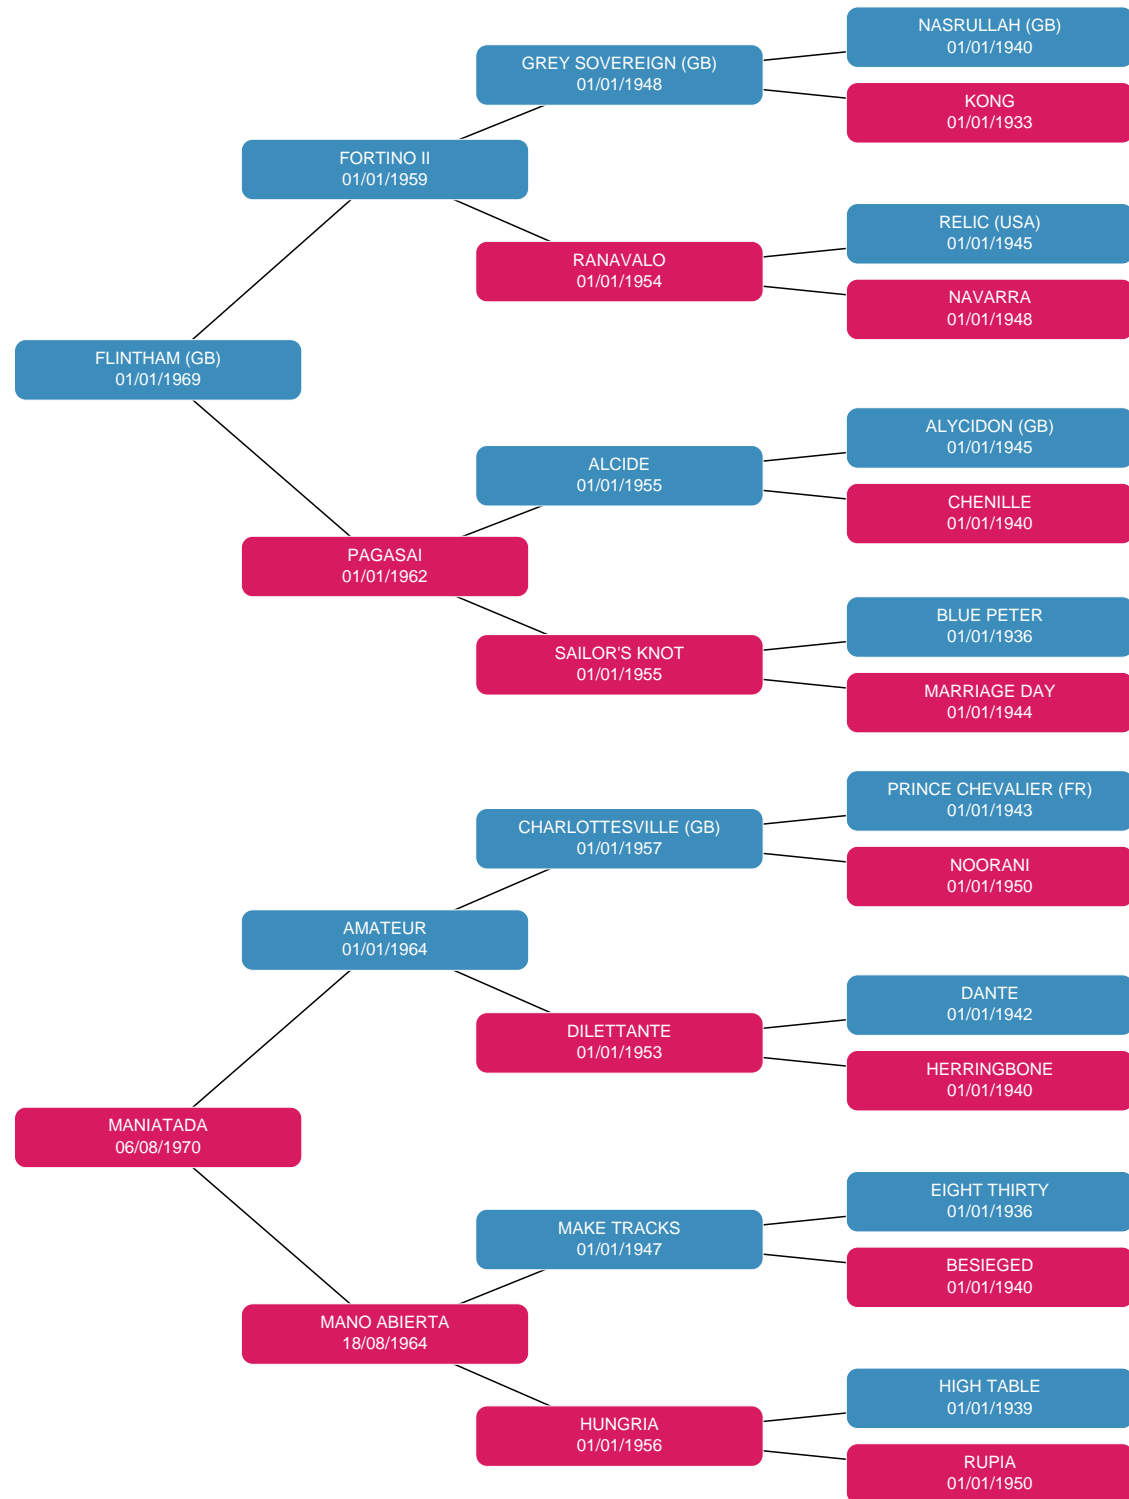 NASRULLAH (GB)
01/01/1940
GREY SOVEREIGN (GB)
01/01/1948
KONG
01/01/1933
FORTINO II
01/01/1959
RELIC (USA)
01/01/1945
RANAVALO
01/01/1954
NAVARRA
01/01/1948
FLINTHAM (GB)
01/01/1969
ALYCIDON (GB)
01/01/1945
ALCIDE
01/01/1955
CHENILLE
01/01/1940
PAGASAI
01/01/1962
BLUE PETER
01/01/1936
SAILOR'S KNOT
01/01/1955
MARRIAGE DAY
01/01/1944
PRINCE CHEVALIER (FR)
01/01/1943
CHARLOTTESVILLE (GB)
01/01/1957
NOORANI
01/01/1950
AMATEUR
01/01/1964
DANTE
01/01/1942
DILETTANTE
01/01/1953
HERRINGBONE
01/01/1940
MANIATADA
06/08/1970
EIGHT THIRTY
01/01/1936
MAKE TRACKS
01/01/1947
BESIEGED
01/01/1940
MANO ABIERTA
18/08/1964
HIGH TABLE
01/01/1939
HUNGRIA
01/01/1956
RUPIA
01/01/1950